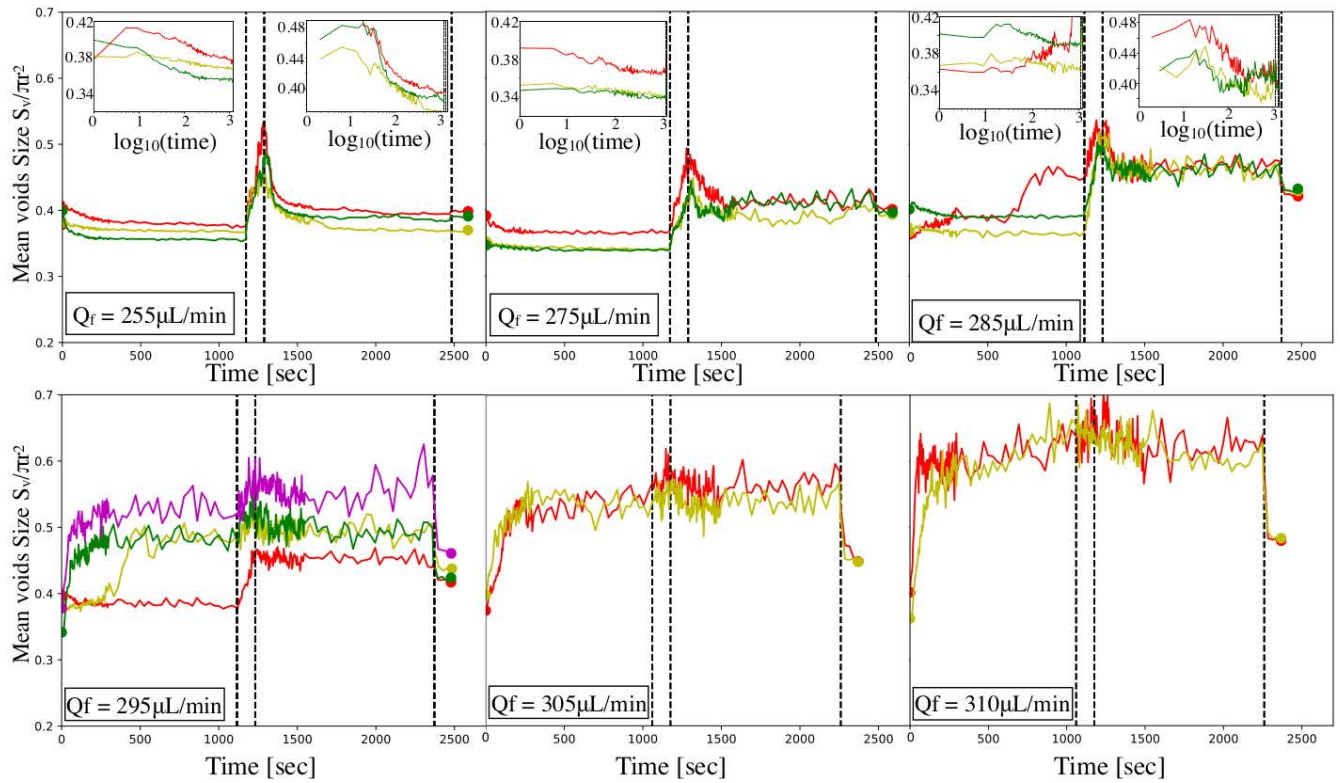 Mean voids Size Sᵥ/πr²
0.7
0.6
0.5
0.4
0.3
0.2
0.42
0.38
0.34
0 1 2 3
log₁₀(time)
0.48
0.44
0.40
0 1 2 3
log₁₀(time)
Q_f = 255µL/min
0 500 1000 1500 2000 2500
Time [sec]
0.42
0.38
0.34
0 1 2 3
log₁₀(time)
Q_f = 275µL/min
0 500 1000 1500 2000 2500
Time [sec]
0.42
0.38
0.34
0 1 2 3
log₁₀(time)
0.48
0.44
0.40
0 1 2 3
log₁₀(time)
Qf = 285µL/min
0 500 1000 1500 2000 2500
Time [sec]
Mean voids Size Sᵥ/πr²
0.7
0.6
0.5
0.4
0.3
0.2
Qf = 295µL/min
0 500 1000 1500 2000 2500
Time [sec]
Qf = 305µL/min
0 500 1000 1500 2000 2500
Time [sec]
Qf = 310µL/min
0 500 1000 1500 2000 2500
Time [sec]